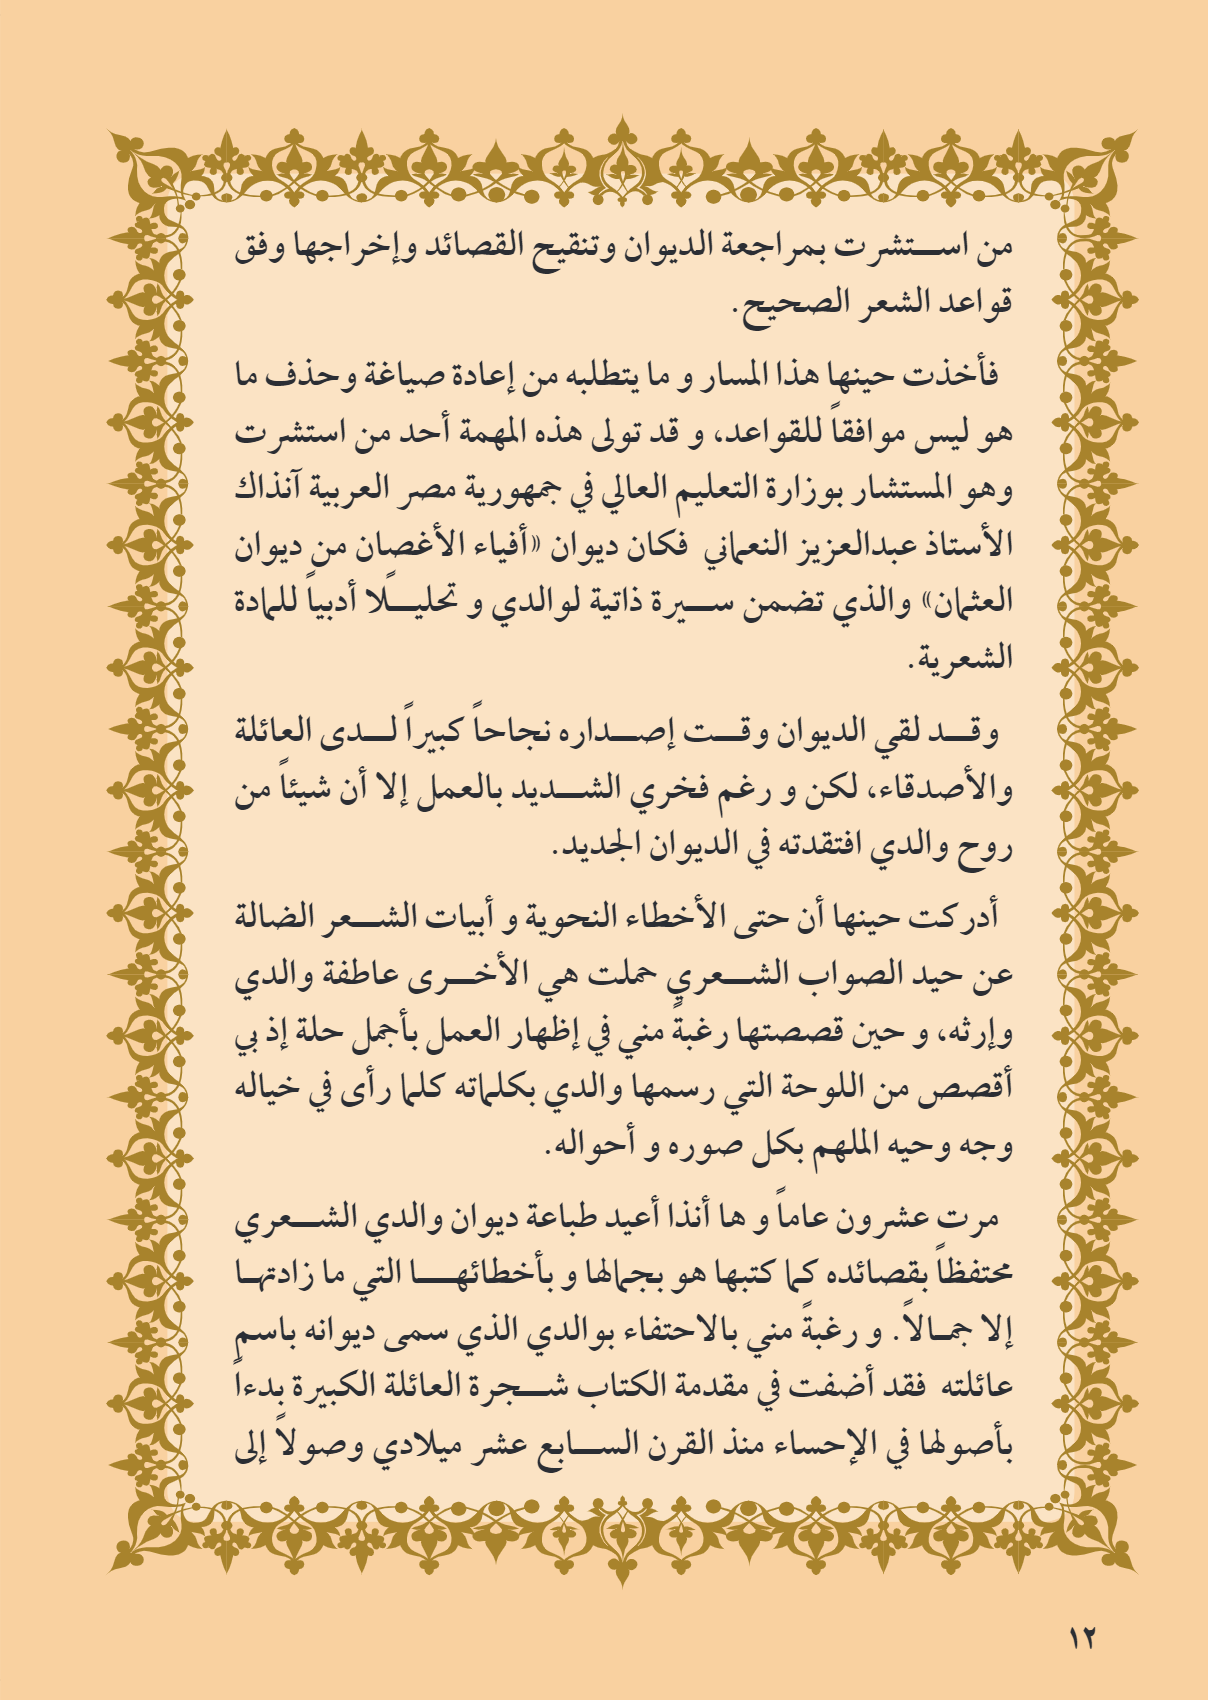 من استشرت بمراجعة الديوان وتنقيح القصائد وإخراجها وفق
قواعد الشعر الصحيح.
فأخذت حينها هذا المسار و ما يتطلبه من إعادة صياغة وحذف ما
هو ليس موافقاً للقواعد، و قد تولى هذه المهمة أحد من استشرت
وهو المستشار بوزارة التعليم العالي في جمهورية مصر العربية آنذاك
الأستاذ عبدالعزيز النعماني فكان ديوان «أفياء الأغصان من ديوان
العثمان» والذي تضمن سيرة ذاتية لوالدي و تحليلًا أدبياً للمادة
الشعرية.
وقد لقي الديوان وقت إصداره نجاحاً كبيراً لدى العائلة
والأصدقاء، لكن و رغم فخري الشديد بالعمل إلا أن شيئاً من
روح والدي افتقدته في الديوان الجديد.
أدركت حينها أن حتى الأخطاء النحوية و أبيات الشعر الضالة
عن حيد الصواب الشعري حملت هي الأخرى عاطفة والدي
وإرثه، و حين قصصتها رغبةً مني في إظهار العمل بأجمل حلة إذ بي
أقصص من اللوحة التي رسمها والدي بكلماته كلما رأى في خياله
وجه وحيه الملهم بكل صوره و أحواله.
مرت عشرون عاماً و ها أنذا أعيد طباعة ديوان والدي الشعري
محتفظاً بقصائده كما كتبها هو بجمالها و بأخطائها التي ما زادتها
إلا جمالاً. و رغبةً مني بالاحتفاء بوالدي الذي سمى ديوانه باسم
عائلته فقد أضفت في مقدمة الكتاب شجرة العائلة الكبيرة بدءاً
بأصولها في الإحساء منذ القرن السابع عشر ميلادي وصولاً إلى
١٢